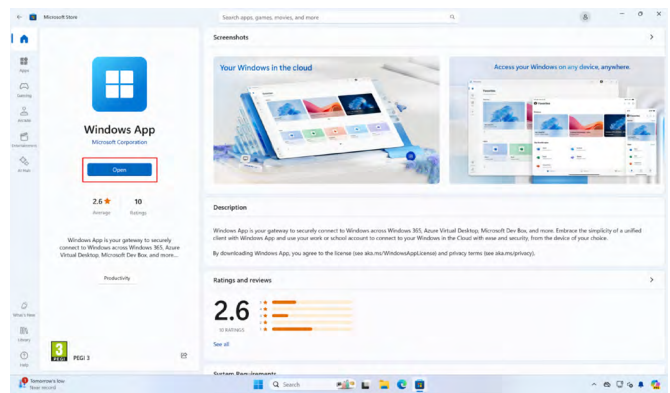 Microsoft Store
Search apps, games, movies, and more
Screenshots
Apps
Gaming
Arcade
Entertainment
AI Hub
Your Windows in the cloud
Access your Windows on any device, anywhere.
Windows App
Microsoft Corporation
Open
2.6 ★ 10
Average Ratings
Windows App is your gateway to securely
connect to Windows across Windows 365, Azure
Virtual Desktop, Microsoft Dev Box, and more...
Productivity
Description
Windows App is your gateway to securely connect to Windows across Windows 365, Azure Virtual Desktop, Microsoft Dev Box, and more. Embrace the simplicity of a unified
client with Windows App and use your work or school account to connect to your Windows in the Cloud with ease and security, from the device of your choice.
By downloading Windows App, you agree to the license (see aka.ms/WindowsAppLicense) and privacy terms (see aka.ms/privacy).
Ratings and reviews
2.6
10 RATINGS
See all
What's New
Library
Help
3
PEGI
PEGI 3
System Requirements
Tomorrow's low
Near record
Search